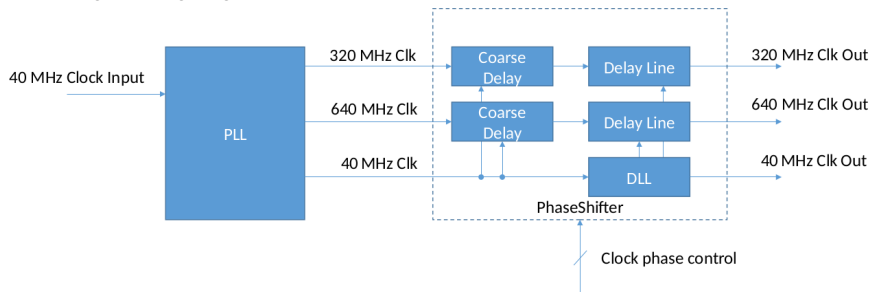 320 MHz Clk
Coarse
Delay
Delay Line
320 MHz Clk Out
40 MHz Clock Input
PLL
640 MHz Clk
Coarse
Delay
Delay Line
640 MHz Clk Out
40 MHz Clk
DLL
40 MHz Clk Out
PhaseShifter
Clock phase control